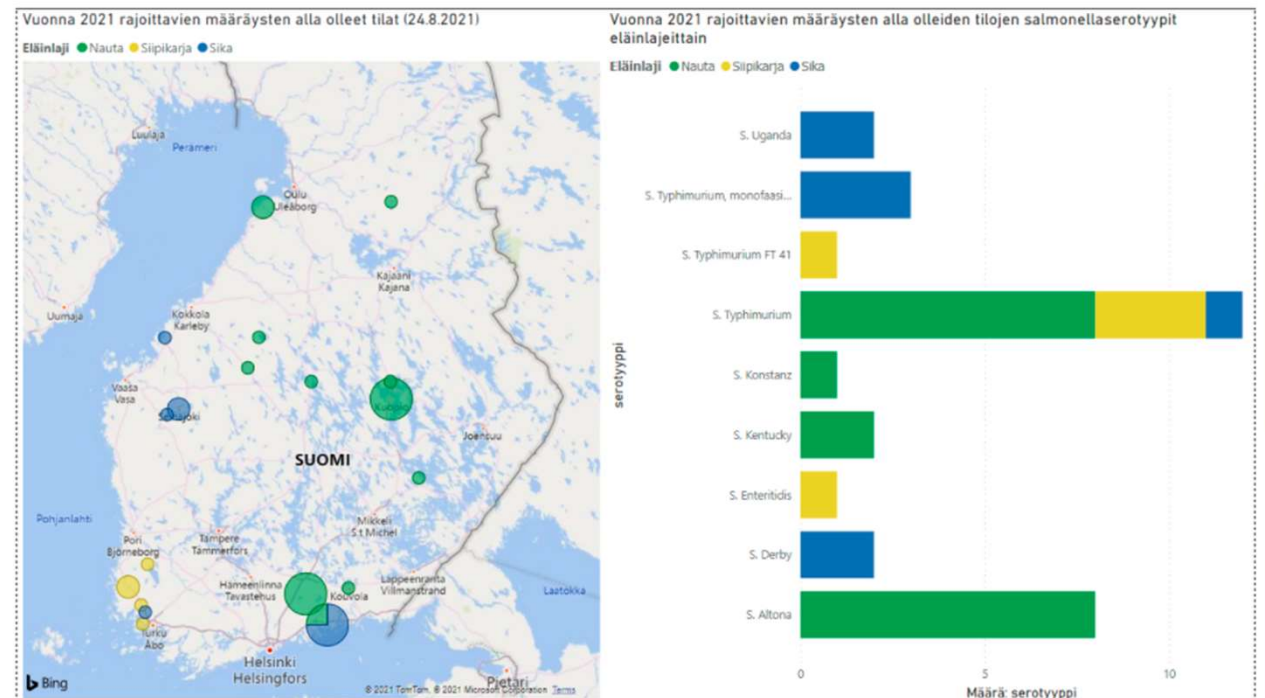 Vuonna 2021 rajoittavien määräysten alla olleet tilat (24.8.2021)
Eläinlaji Nauta Siipikarja Sika
Luulaja
Perämeri
Oulu
Uleåborg
Kajaani
Kajana
Uumaja
Kokkola
Karleby
Vaasa
Vasa
Seinäjoki
Kuopio
Joensuu
SUOMI
Pohjanlahti
Mikkeli
S:t Michel
Pori
Björneborg
Tampere
Tammerfors
Hämeenlinna
Tavastehus
Kouvola
Lappeenranta
Villmanstrand
Laatokka
Turku
Åbo
Helsinki
Helsingfors
Pietari
Bing
© 2021 TomTom, © 2021 Microsoft Corporation Terms
Vuonna 2021 rajoittavien määräysten alla olleiden tilojen salmonellaserotyypit
eläinlajeittain
Eläinlaji Nauta Siipikarja Sika
serotyyppi
S. Uganda
S. Typhimurium, monofaasi...
S. Typhimurium FT 41
S. Typhimurium
S. Konstanz
S. Kentucky
S. Enteritidis
S. Derby
S. Altona
0 5 10
Määrä: serotyyppi